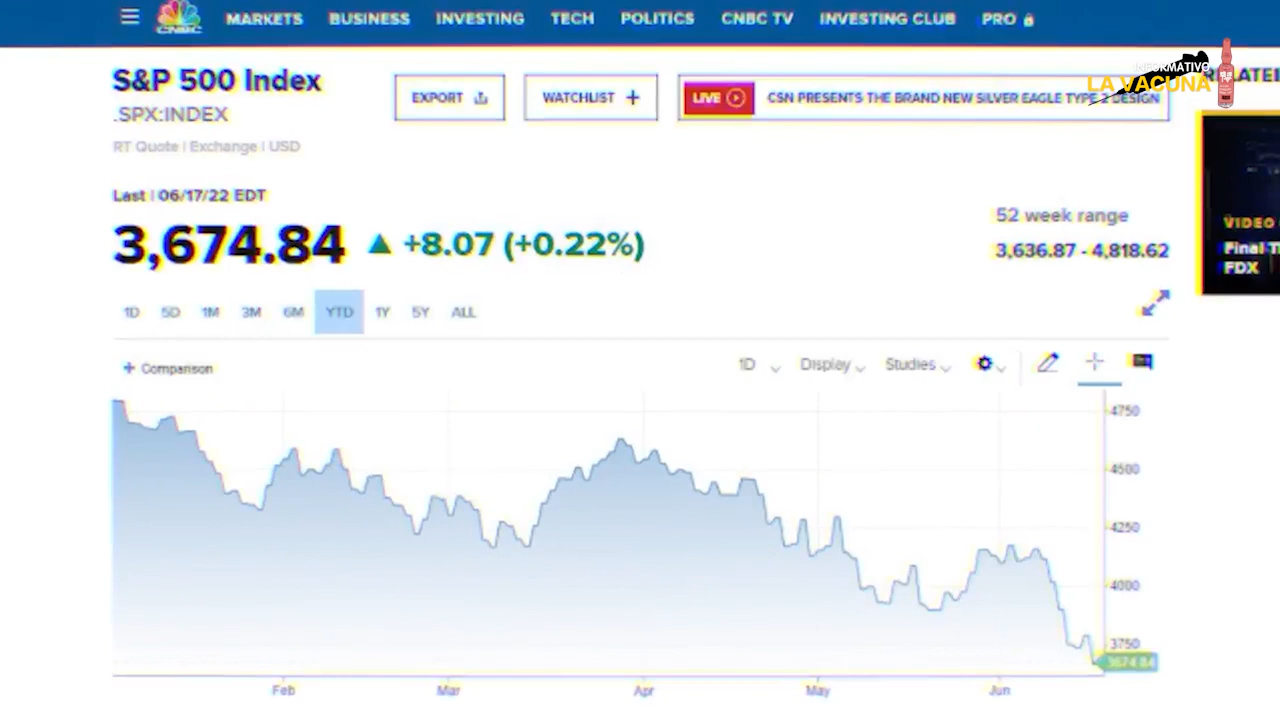 MARKETS BUSINESS INVESTING TECH POLITICS CNBC TV INVESTING CLUB PRO
CNBC
INFORMATIVO
LA VACUNA
S&P 500 Index
.SPX:INDEX
RT Quote | Exchange | USD
EXPORT
WATCHLIST +
LIVE
CSN PRESENTS THE BRAND NEW SILVER EAGLE TYPE 2 DESIGN
Last | 06/17/22 EDT
3,674.84 ▲ +8.07 (+0.22%)
52 week range
3,636.87 - 4,818.62
VIDEO
Final
FDX
1D 5D 1M 3M 6M YTD 1Y 5Y ALL
+ Comparison
1D Display Studies
4750
4500
4250
4000
3750
3674.84
Feb Mar Apr May Jun